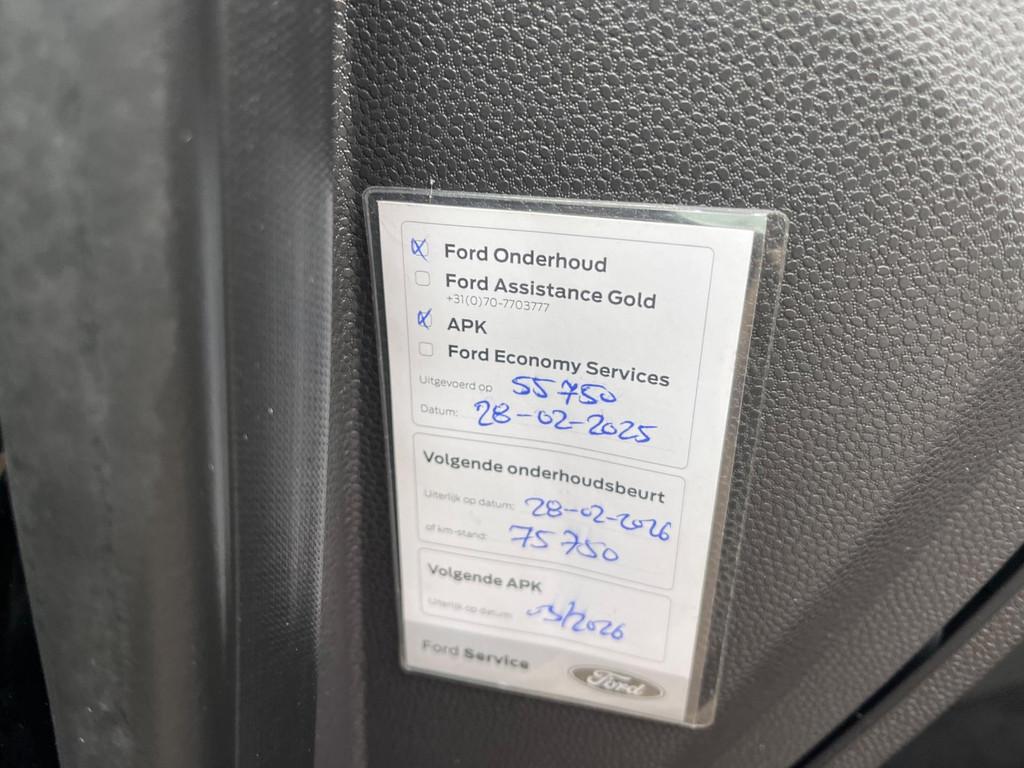 Ford Onderhoud
Ford Assistance Gold
+31(0)70-7703777
APK
Ford Economy Services
Uitgevoerd op 55750
Datum: 28-02-2025
Volgende onderhoudsbeurt
Uiterlijk op datum: 28-02-2026
of km-stand: 75750
Volgende APK
Uiterlijk op datum: 03/2026
Ford Service
Ford